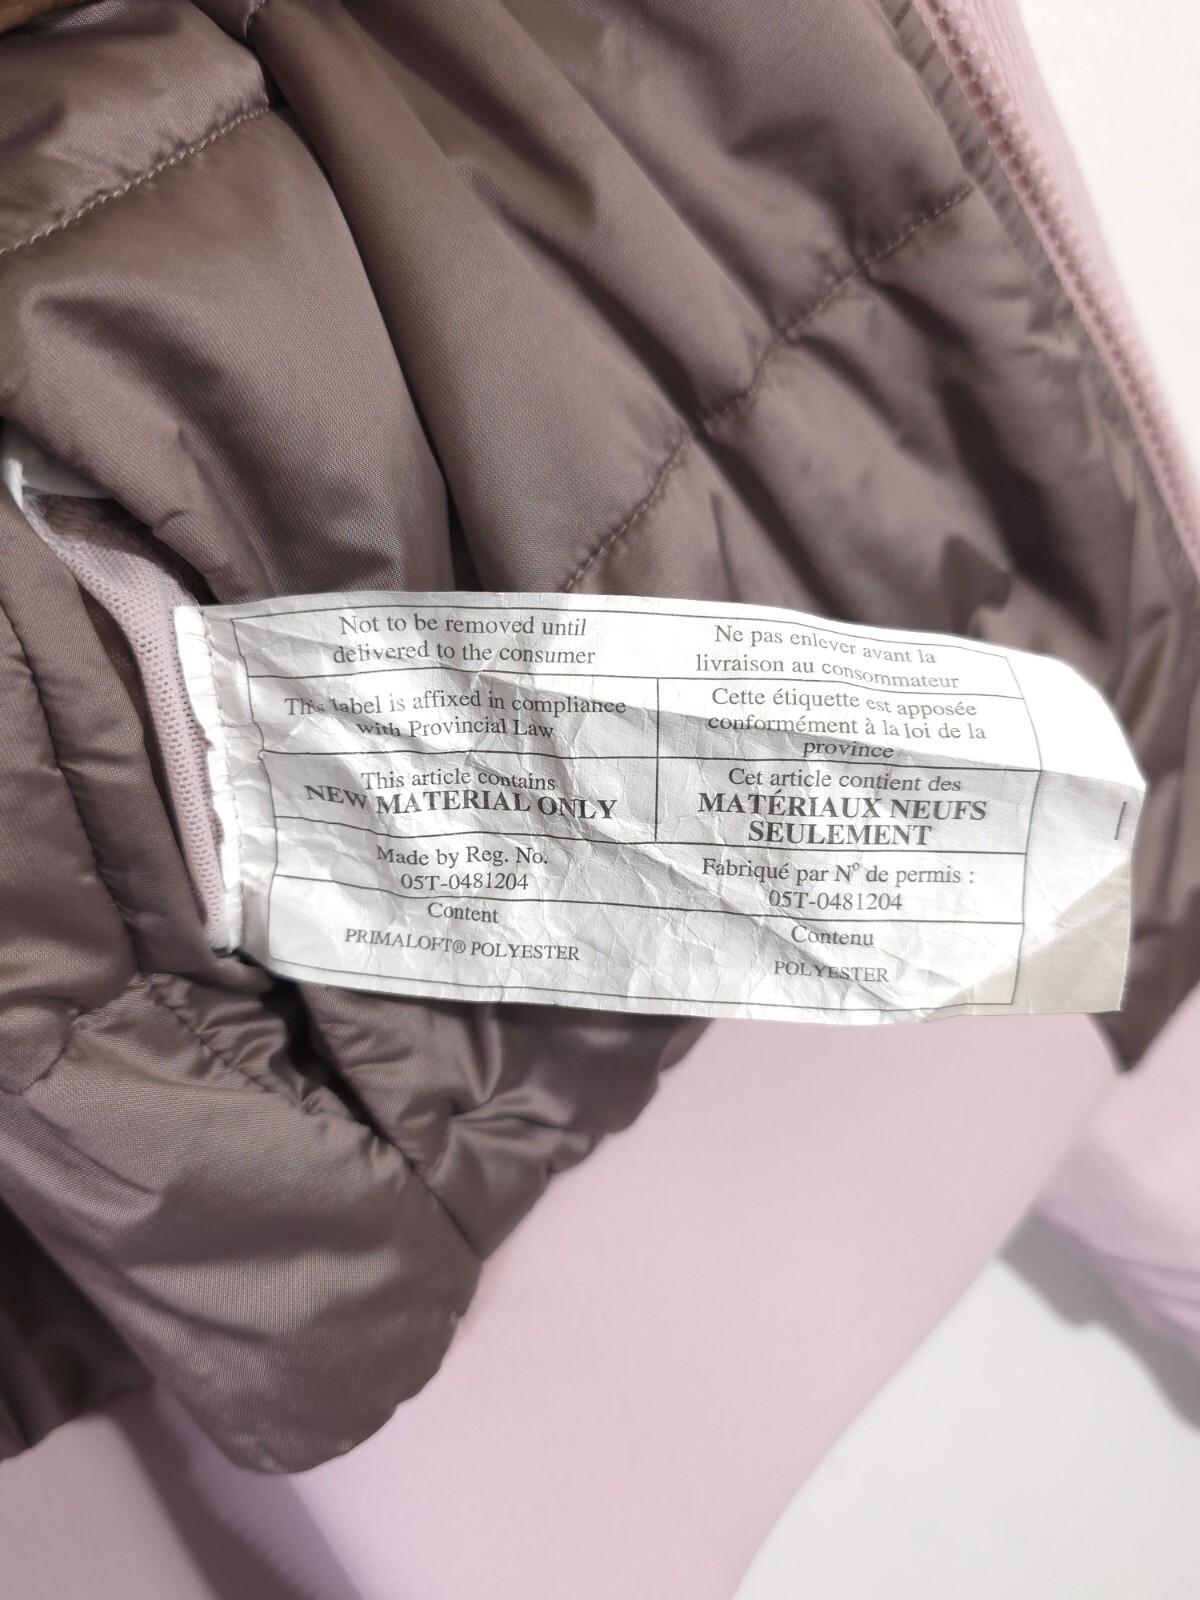 Not to be removed until
delivered to the consumer
Ne pas enlever avant la
livraison au consommateur
This label is affixed in compliance
with Provincial Law
Cette étiquette est apposée
conformément à la loi de la
province
This article contains
NEW MATERIAL ONLY
Cet article contient des
MATÉRIAUX NEUFS
SEULEMENT
Made by Reg. No.
05T-0481204
Fabriqué par Nº de permis :
05T-0481204
Content
PRIMALOFT® POLYESTER
Contenu
POLYESTER